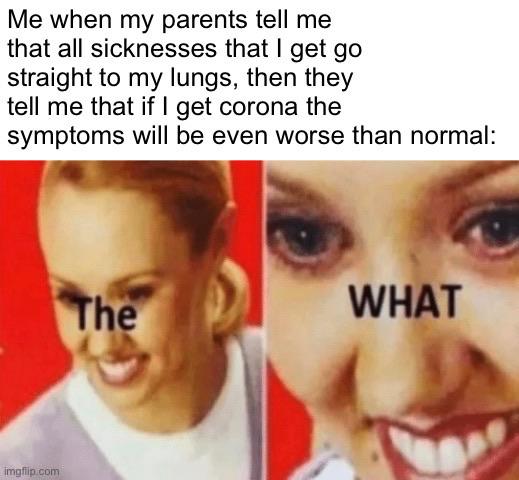 Me when my parents tell me
that all sicknesses that I get go
straight to my lungs, then they
tell me that if I get corona the
symptoms will be even worse than normal:
The
WHAT
imgflip.com